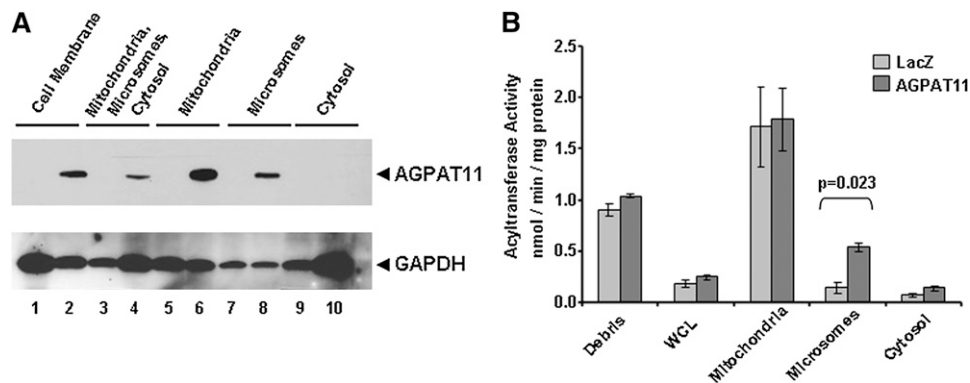 A
Cell Membrane
Mitochondria,
Microsomes,
Cytosol
Mitochondria
Microsomes
Cytosol
AGPAT11
GAPDH
1 2 3 4 5 6 7 8 9 10
B
Acyltransferase Activity
nmol / min / mg protein
2.5
2.0
1.5
1.0
0.5
0.0
LacZ
AGPAT11
p=0.023
Debris
WCL
Mitochondria
Microsomes
Cytosol